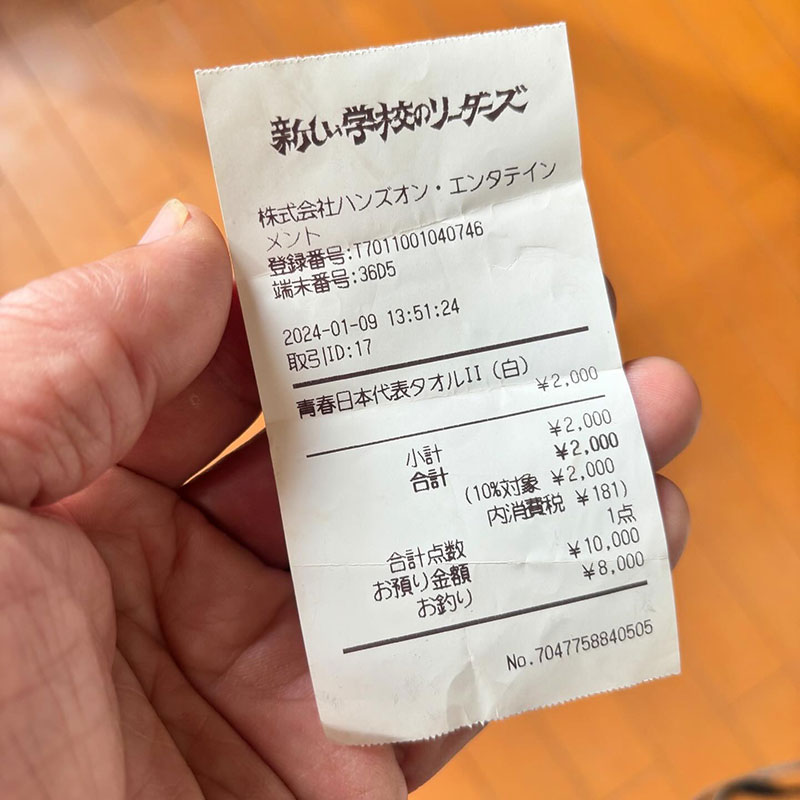 新しい学校のリーダーズ
株式会社ハンズオン・エンタテイン
メント
登録番号:T7011001040746
端末番号:36D5
2024-01-09 13:51:24
取引ID:17
青春日本代表タオルII (白)
¥2,000
小計 ¥2,000
合計 ¥2,000
(10%対象 ¥2,000
内消費税 ¥181)
合計点数 1点
お預り金額 ¥10,000
お釣り ¥8,000
No.7047758840505